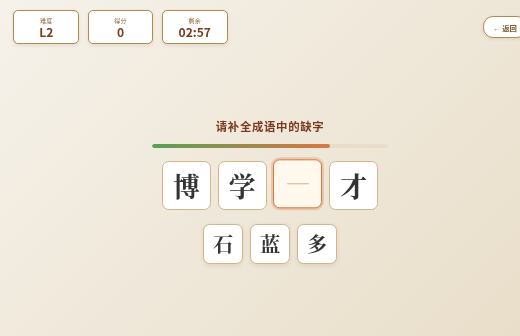 难度 得分 剩余
L2 0 02:57
← 返回
请补全成语中的缺字
博 学 一 才
石 蓝 多